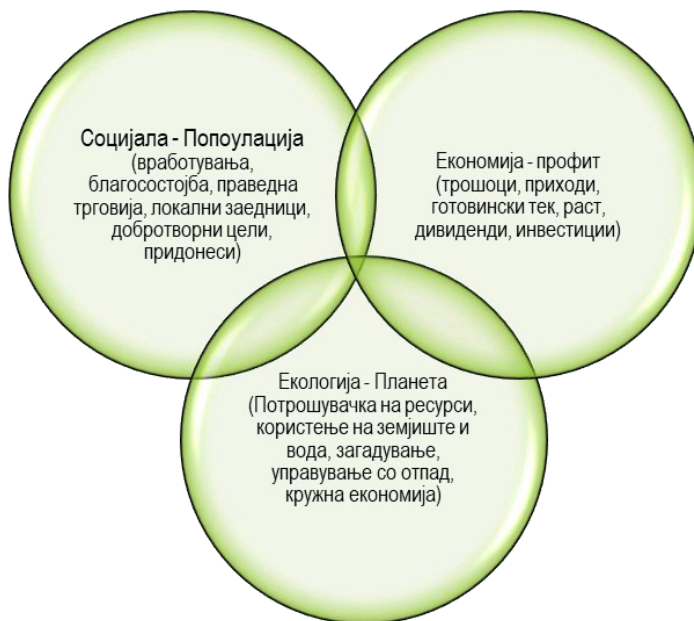 Социјала - Попоулација
(вработувања,
благосостојба, праведна
трговија, локални заедници,
добротворни цели,
придонеси)
Економија - профит
(трошоци, приходи,
готовински тек, раст,
дивиденди, инвестиции)
Екологија - Планета
(Потрошувачка на ресурси,
користење на земјиште и
вода, загадување,
управување со отпад,
кружна економија)